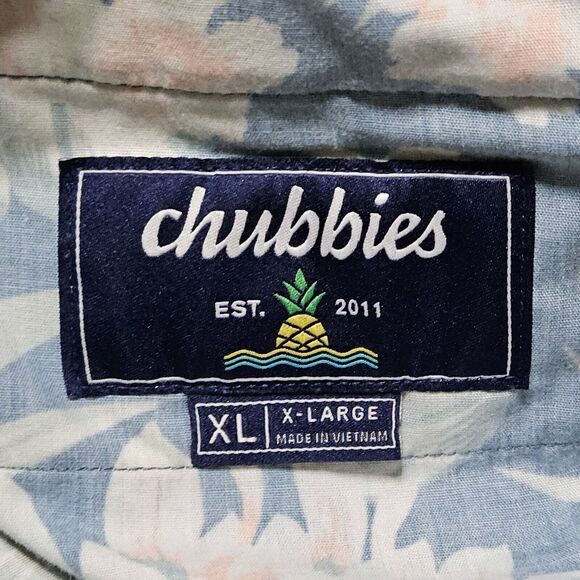 chubbies
EST. 2011
XL X-LARGE
MADE IN VIETNAM